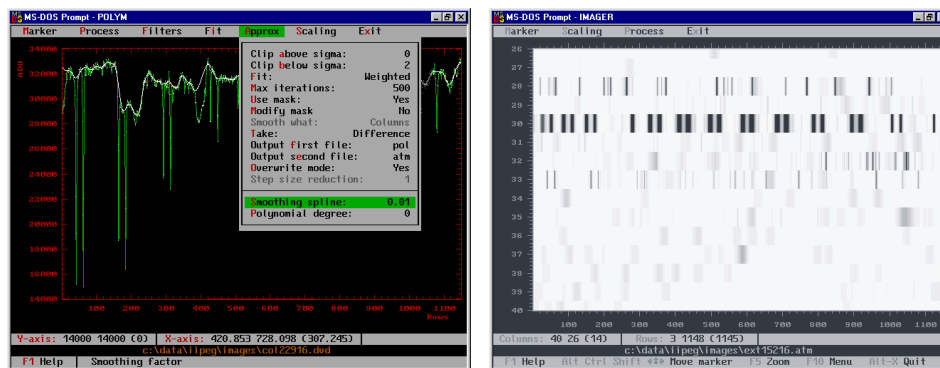 MS-DOS Prompt - POLYM
Marker Process Filters Fit Approx Scaling Exit
ADU
34000
32000
30000
28000
26000
24000
22000
20000
18000
16000
14000
100 200 300 400 500 600 700 800 900 1000 1100
Rows
Clip above sigma: 0
Clip below sigma: 2
Fit: Weighted
Max iterations: 500
Use mask: Yes
Modify mask No
Smooth what: Columns
Take: Difference
Output first file: pol
Output second file: atm
Overwrite mode: Yes
Step size reduction: 1
Smoothing spline: 0.01
Polynomial degree: 0
Y-axis: 14000 14000 (0) X-axis: 420.853 728.098 (307.245)
c:\data\iipeg\images\col22916.dvd
F1 Help Smoothing factor
MS-DOS Prompt - IMAGER
Marker Scaling Process Exit
26
27
28
29
30
31
32
33
34
35
36
37
38
39
40
100 200 300 400 500 600 700 800 900 1000 1100
Columns: 40 26 (14) Rows: 3 1148 (1145)
c:\data\iipeg\images\ext15216.atm
F1 Help Alt Ctrl Shift Move marker F5 Zoom F10 Menu Alt-X Quit